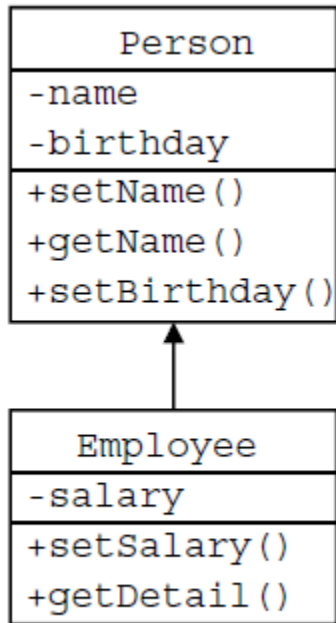 Person
-name
-birthday
+setName()
+getName()
+setBirthday()
Employee
-salary
+setSalary()
+getDetail()